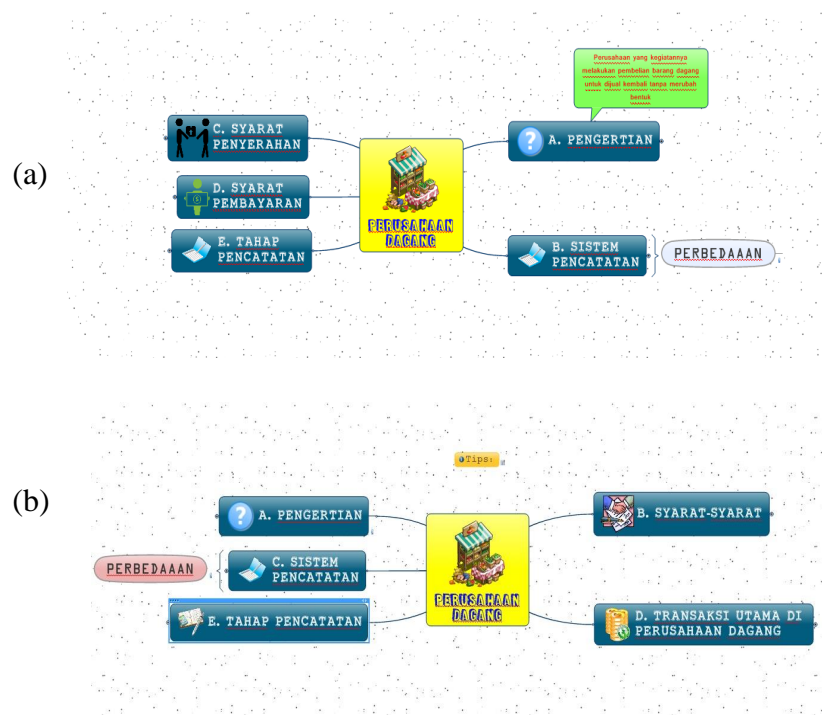 (a)
Perusahaan yang kegiatannya
melakukan pembelian barang dagang
untuk dijual kembali tanpa merubah
bentuk
C. SYARAT
PENYERAHAN
A. PENGERTIAN
D. SYARAT
PEMBAYARAN
PERUSAHAAN
DAGANG
E. TAHAP
PENCATATAN
B. SISTEM
PENCATATAN
PERBEDAAAN
(b)
Tips:
A. PENGERTIAN
B. SYARAT-SYARAT
PERBEDAAAN
C. SISTEM
PENCATATAN
PERUSAHAAN
DAGANG
E. TAHAP PENCATATAN
D. TRANSAKSI UTAMA DI
PERUSAHAAN DAGANG